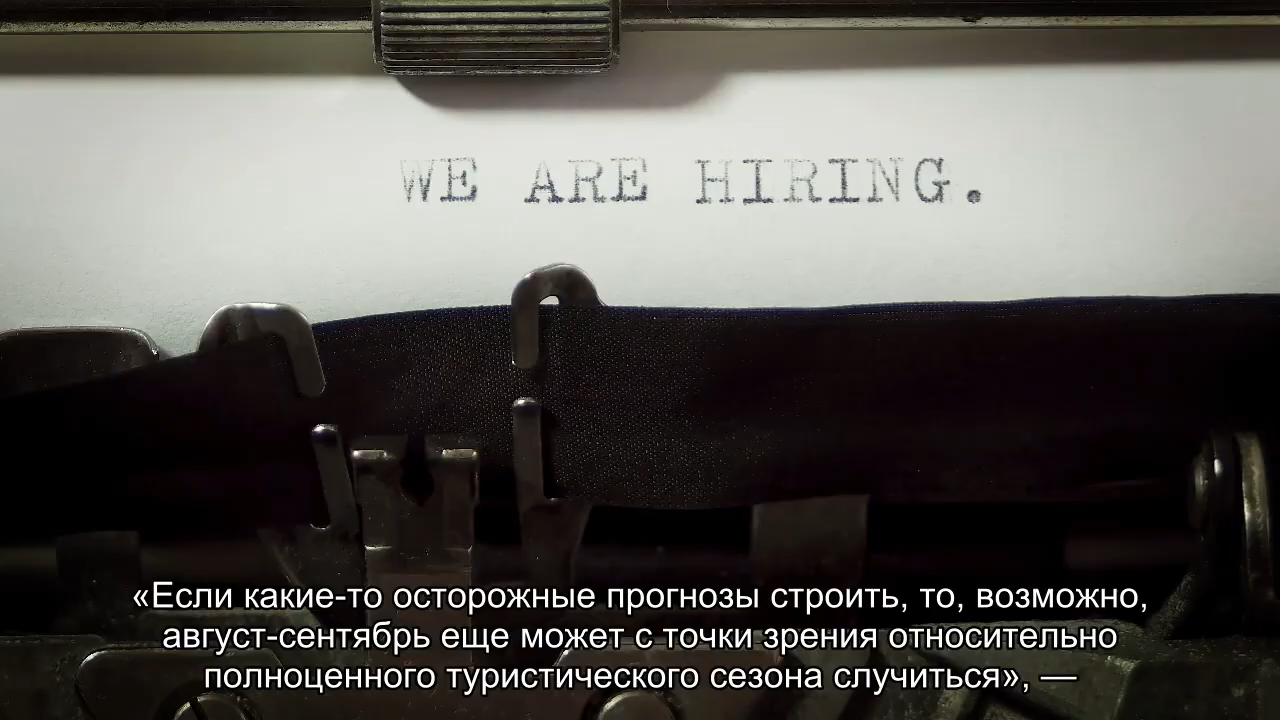 WE ARE HIRING.
«Если какие-то осторожные прогнозы строить, то, возможно,
август-сентябрь еще может с точки зрения относительно
полноценного туристического сезона случиться», —